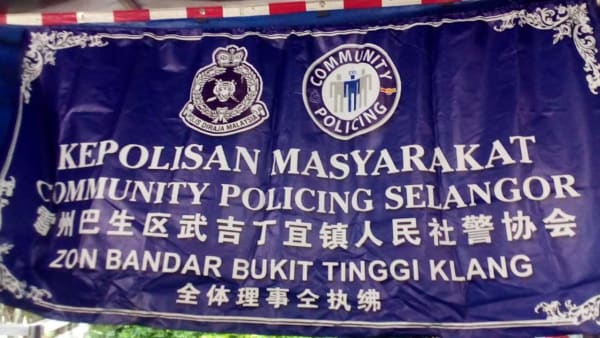 POLIS DIRAJA MALAYSIA
COMMUNITY POLICING
KEPOLISAN MASYARAKAT
COMMUNITY POLICING SELANGOR
雪州巴生区武吉丁宜镇人民社警协会
ZON BANDAR BUKIT TINGGI KLANG
全体理事仝执绋